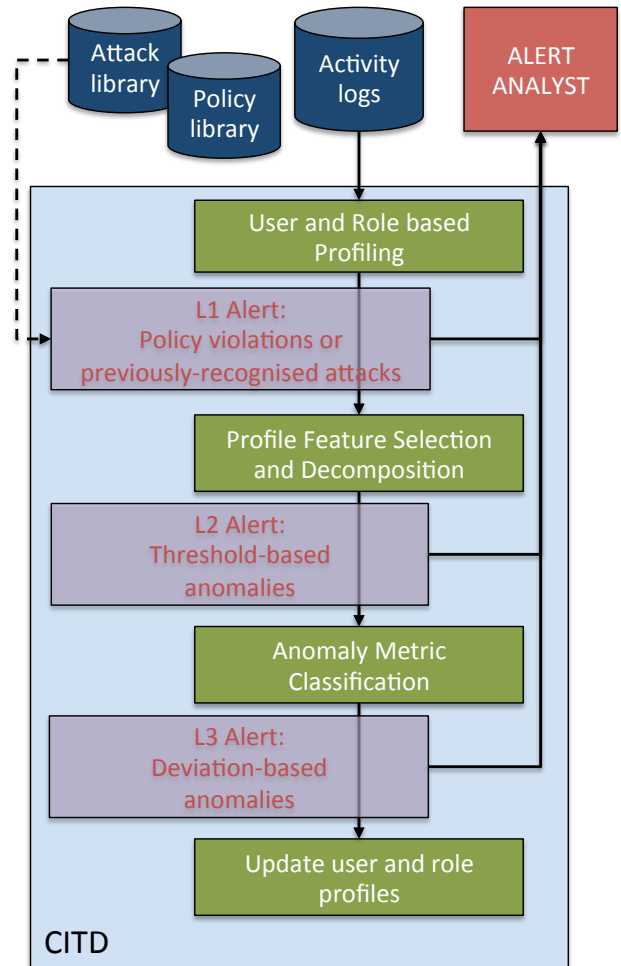 Attack
library
Policy
library
Activity
logs
ALERT
ANALYST
User and Role based
Profiling
L1 Alert:
Policy violations or
previously-recognised attacks
Profile Feature Selection
and Decomposition
L2 Alert:
Threshold-based
anomalies
Anomaly Metric
Classification
L3 Alert:
Deviation-based
anomalies
Update user and role
profiles
CITD